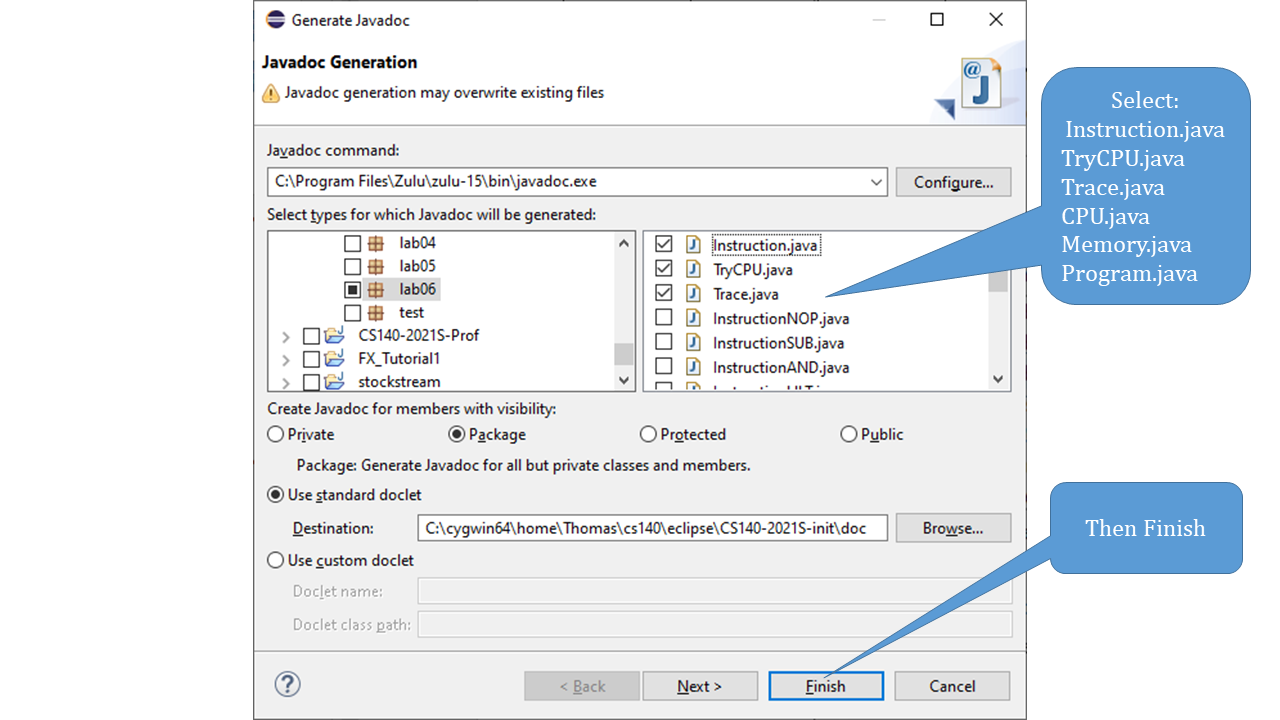 Generate Javadoc
Javadoc Generation
Javadoc generation may overwrite existing files
Javadoc command:
C:\Program Files\Zulu\zulu-15\bin\javadoc.exe
Configure...
Select types for which Javadoc will be generated:
lab04
lab05
lab06
test
CS140-2021S-Prof
FX_Tutorial1
stockstream
Instruction.java
TryCPU.java
Trace.java
InstructionNOP.java
InstructionSUB.java
InstructionAND.java
Create Javadoc for members with visibility:
Private
Package
Protected
Public
Package: Generate Javadoc for all but private classes and members.
Use standard doclet
Destination:
C:\cygwin64\home\Thomas\cs140\eclipse\CS140-2021S-init\doc
Browse...
Use custom doclet
Doclet name:
Doclet class path:
< Back
Next >
Finish
Cancel
Select:
Instruction.java
TryCPU.java
Trace.java
CPU.java
Memory.java
Program.java
Then Finish